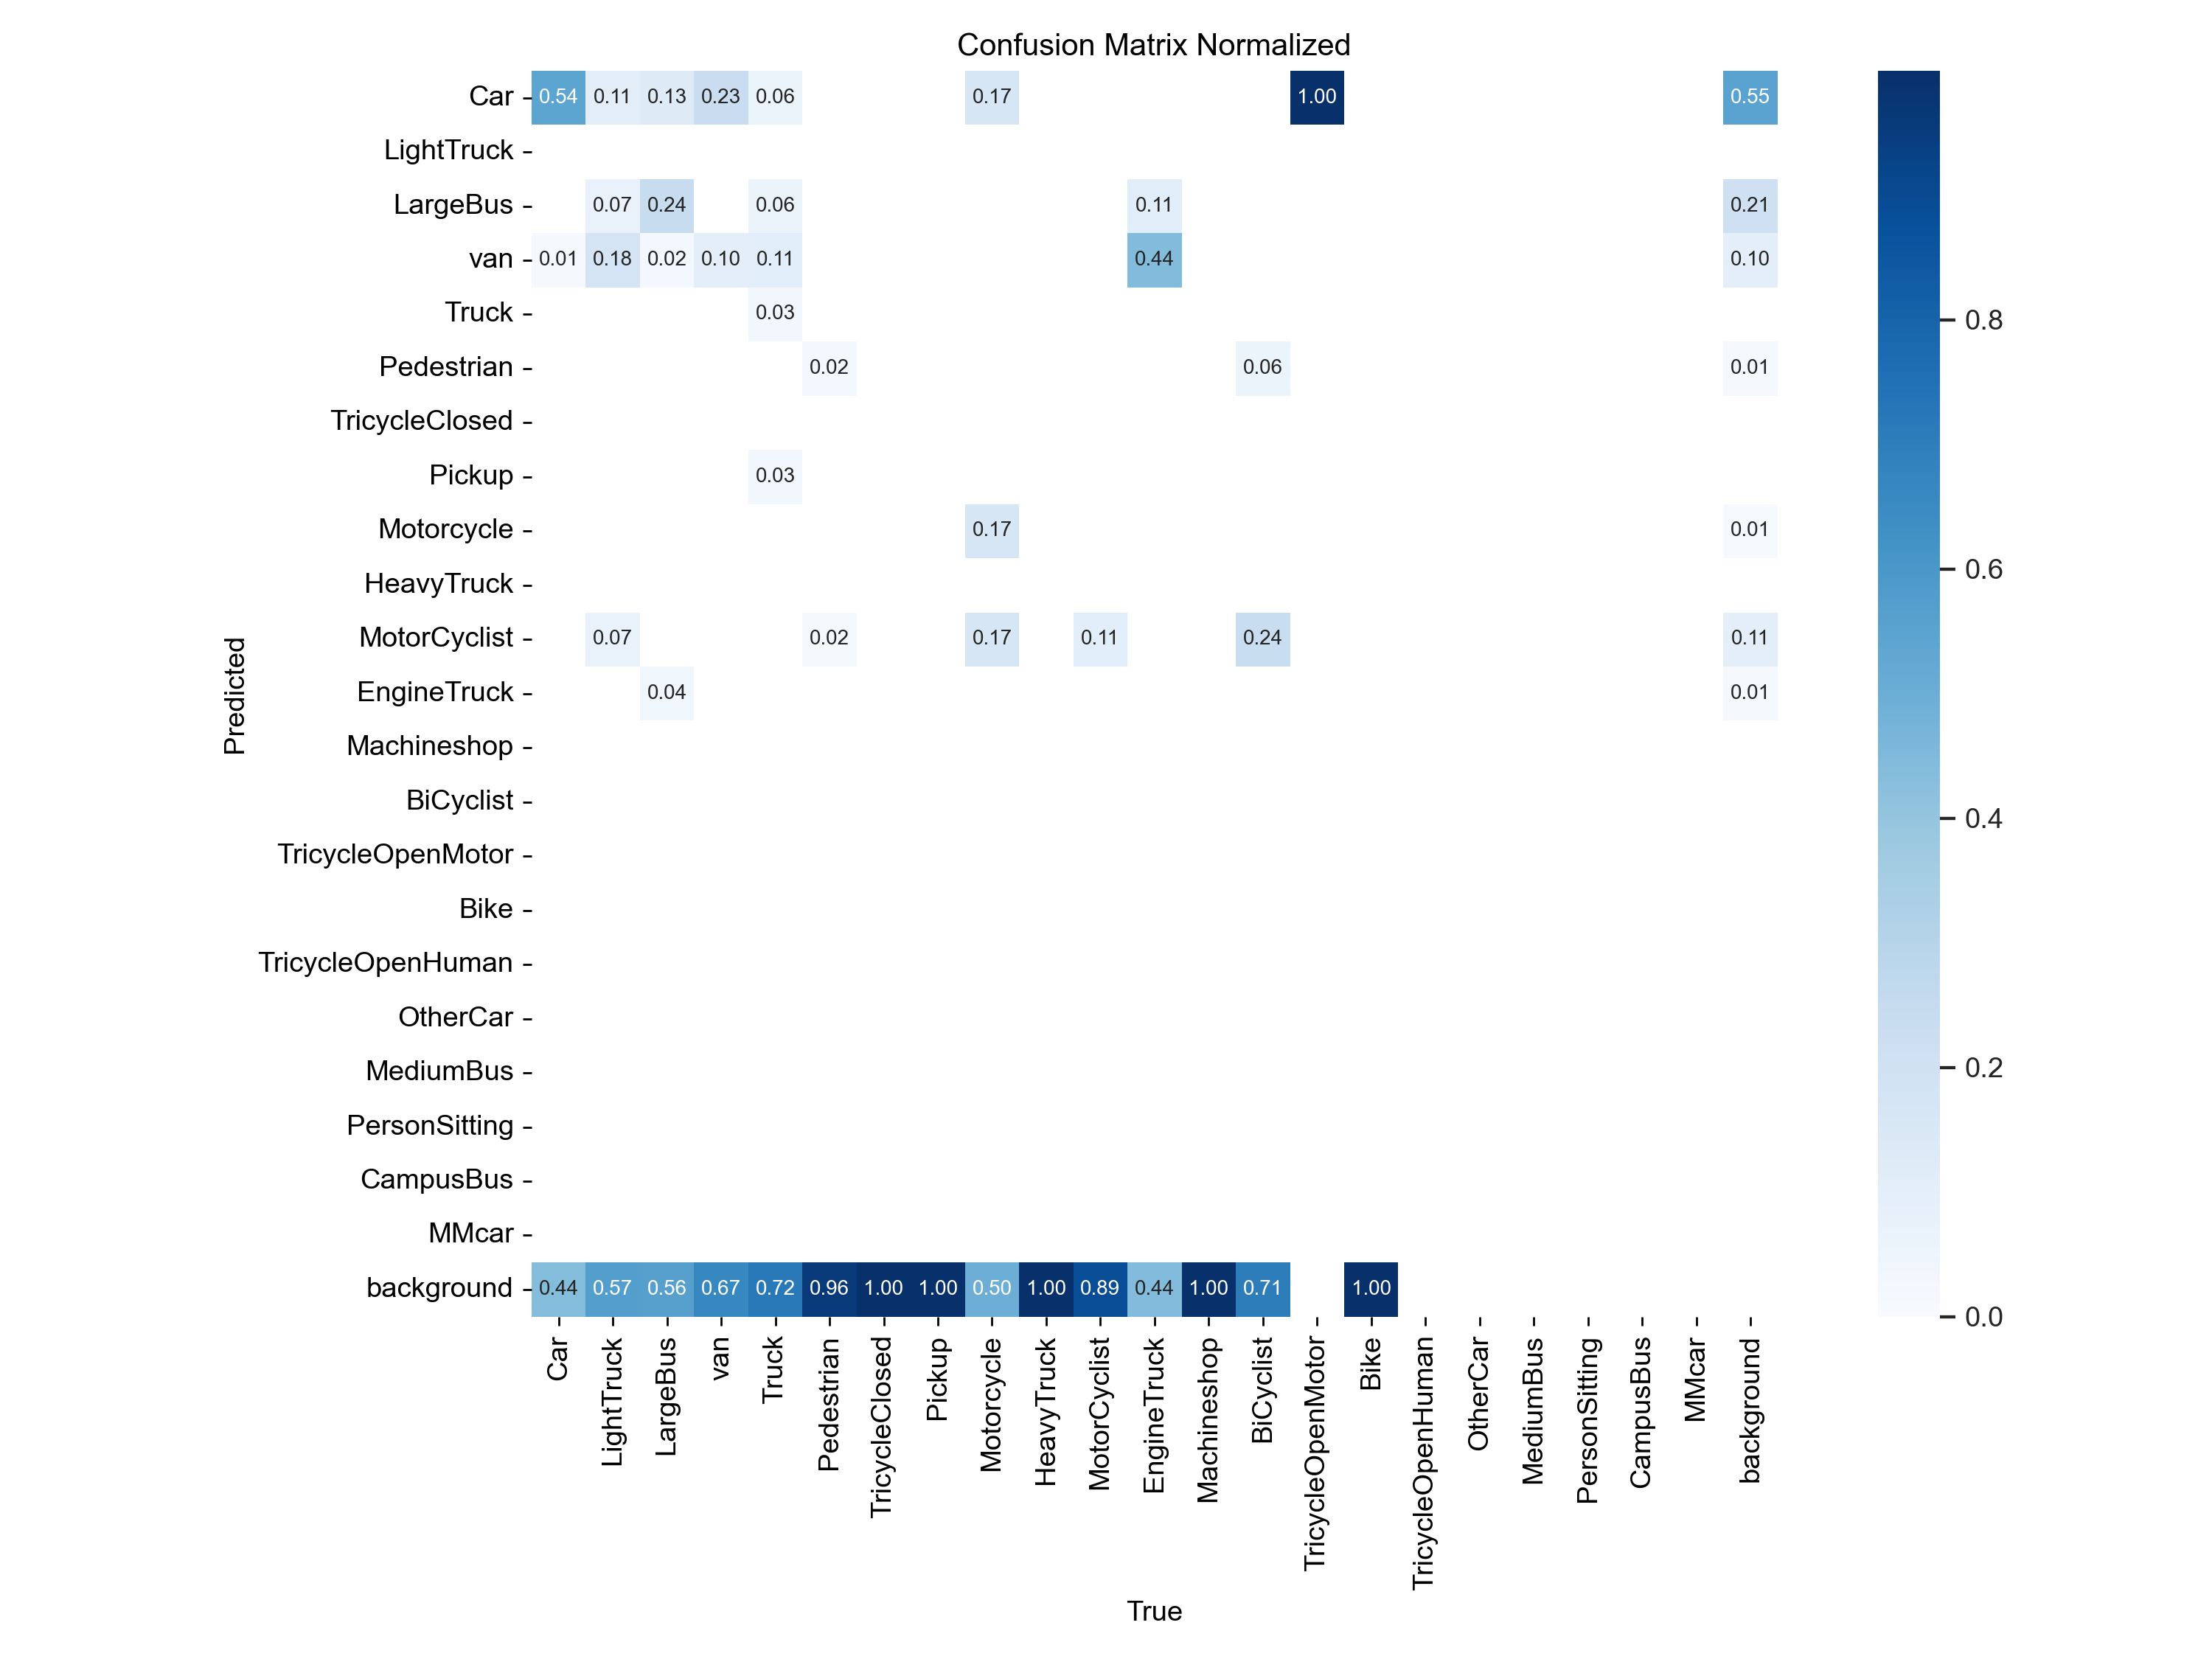 Confusion Matrix Normalized
Car 0.54 0.11 0.13 0.23 0.06 0.17 1.00 0.55
LightTruck
LargeBus 0.07 0.24 0.06 0.11 0.21
van 0.01 0.18 0.02 0.10 0.11 0.44 0.10
Truck 0.03
Pedestrian 0.02 0.06 0.01
TricycleClosed
Pickup 0.03
Motorcycle 0.17 0.01
HeavyTruck
MotorCyclist 0.07 0.02 0.17 0.11 0.24 0.11
EngineTruck 0.04 0.01
Machineshop
BiCyclist
TricycleOpenMotor
Bike
TricycleOpenHuman
OtherCar
MediumBus
PersonSitting
CampusBus
MMcar
background 0.44 0.57 0.56 0.67 0.72 0.96 1.00 1.00 0.50 1.00 0.89 0.44 1.00 0.71 1.00
Predicted
Car
LightTruck
LargeBus
van
Truck
Pedestrian
TricycleClosed
Pickup
Motorcycle
HeavyTruck
MotorCyclist
EngineTruck
Machineshop
BiCyclist
TricycleOpenMotor
Bike
TricycleOpenHuman
OtherCar
MediumBus
PersonSitting
CampusBus
MMcar
background
True
0.8
0.6
0.4
0.2
0.0